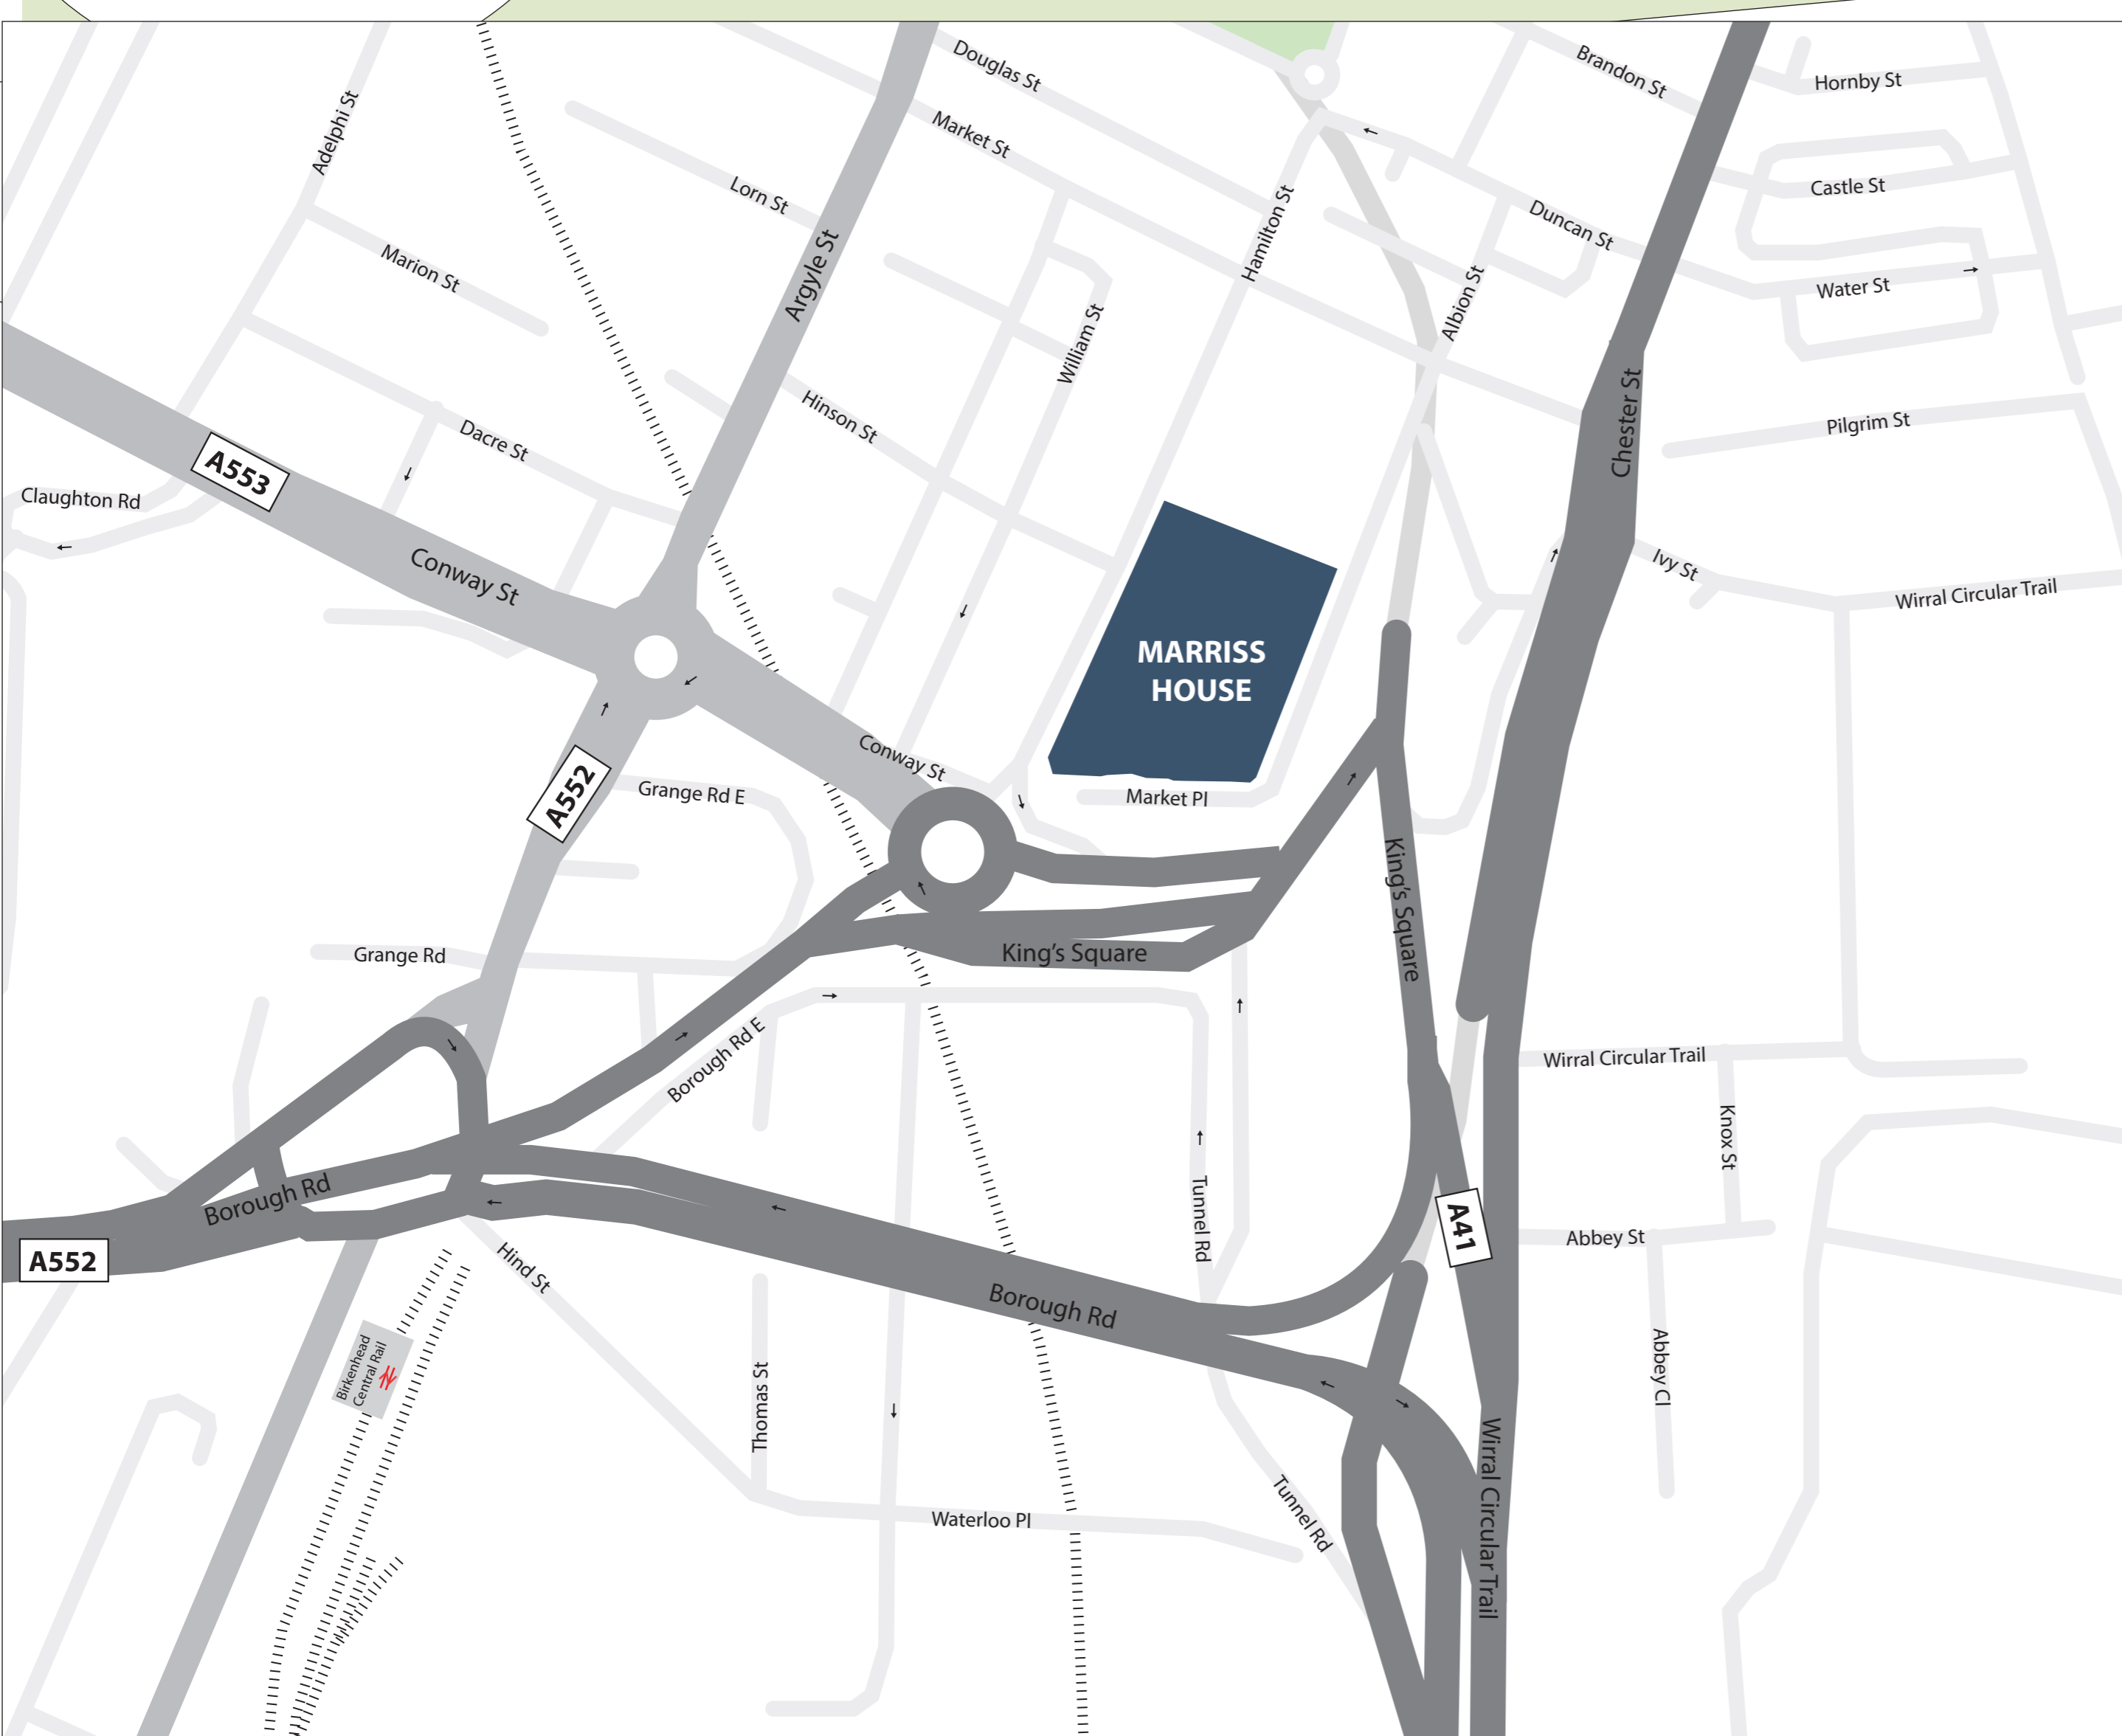 Douglas St
Brandon St
Hornby St
Adelphi St
Market St
Lorn St
Castle St
Hamilton St
Duncan St
Marion St
Argyle St
Albion St
Water St
William St
Hinson St
Chester St
Pilgrim St
Dacre St
A553
Claughton Rd
Conway St
Ivy St
Wirral Circular Trail
MARRISS
HOUSE
Conway St
A552
Grange Rd E
Market Pl
King's Square
Grange Rd
King's Square
Borough Rd E
Wirral Circular Trail
Knox St
Borough Rd
Tunnel Rd
A41
Abbey St
A552
Hind St
Borough Rd
Birkenhead
Central Rail
Thomas St
Abbey Cl
Waterloo Pl
Tunnel Rd
Wirral Circular Trail